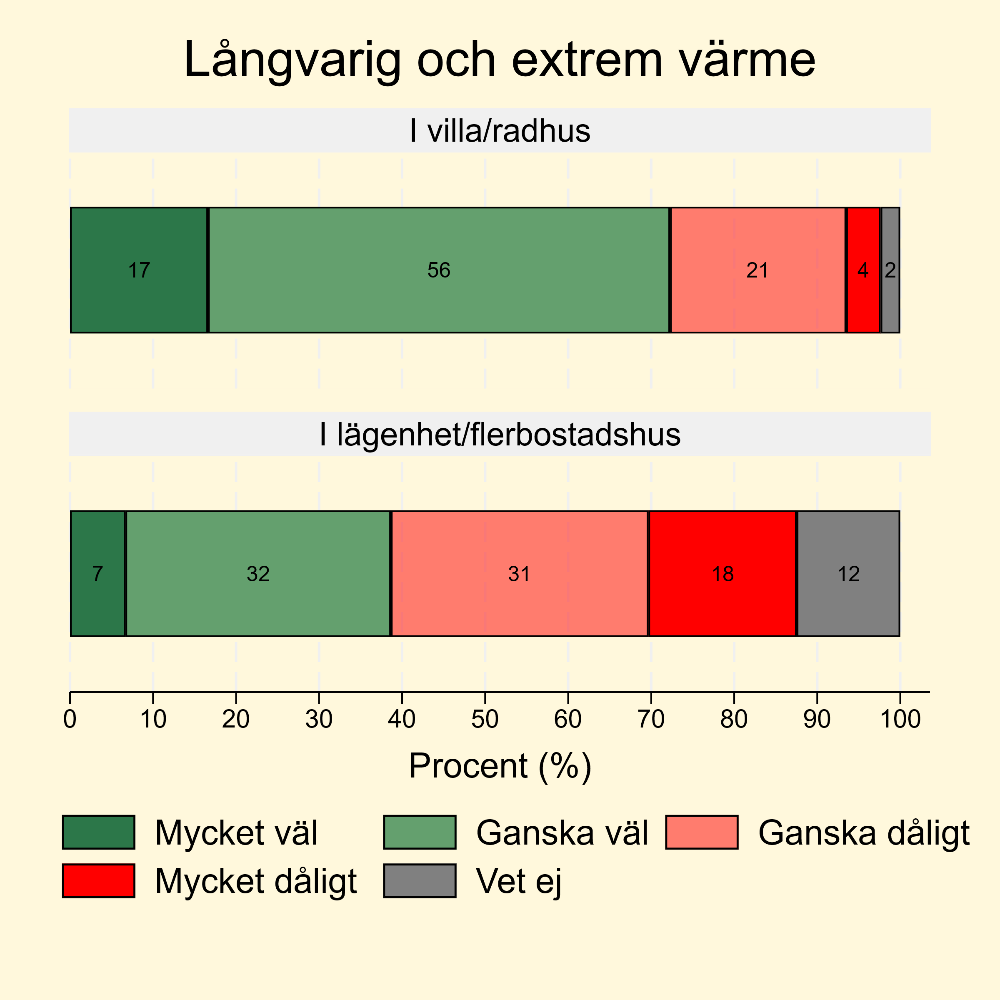 Långvarig och extrem värme
I villa/radhus
17 56 21 4 2
I lägenhet/flerbostadshus
7 32 31 18 12
0 10 20 30 40 50 60 70 80 90 100
Procent (%)
Mycket väl Ganska väl Ganska dåligt
Mycket dåligt Vet ej